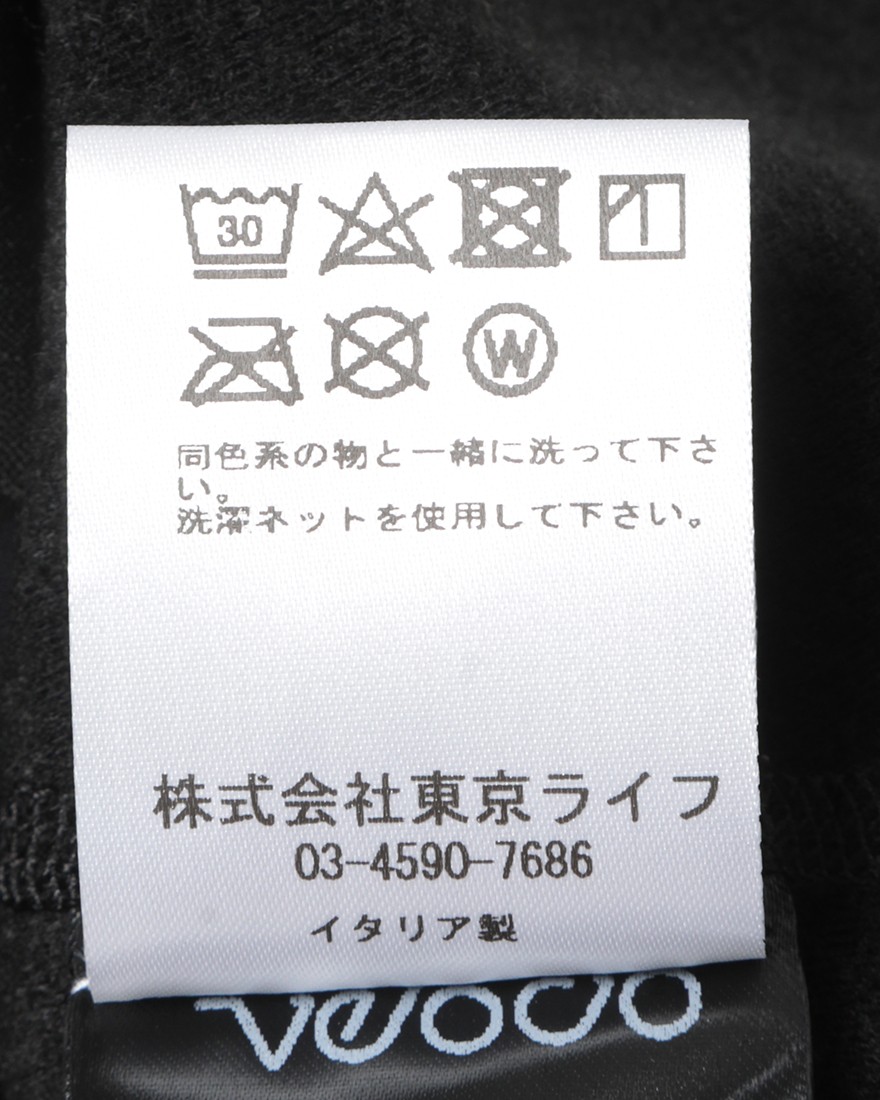 30
W
同色系の物と一緒に洗って下さ
い。
洗濯ネットを使用して下さい。
株式会社東京ライフ
03-4590-7686
イタリア製